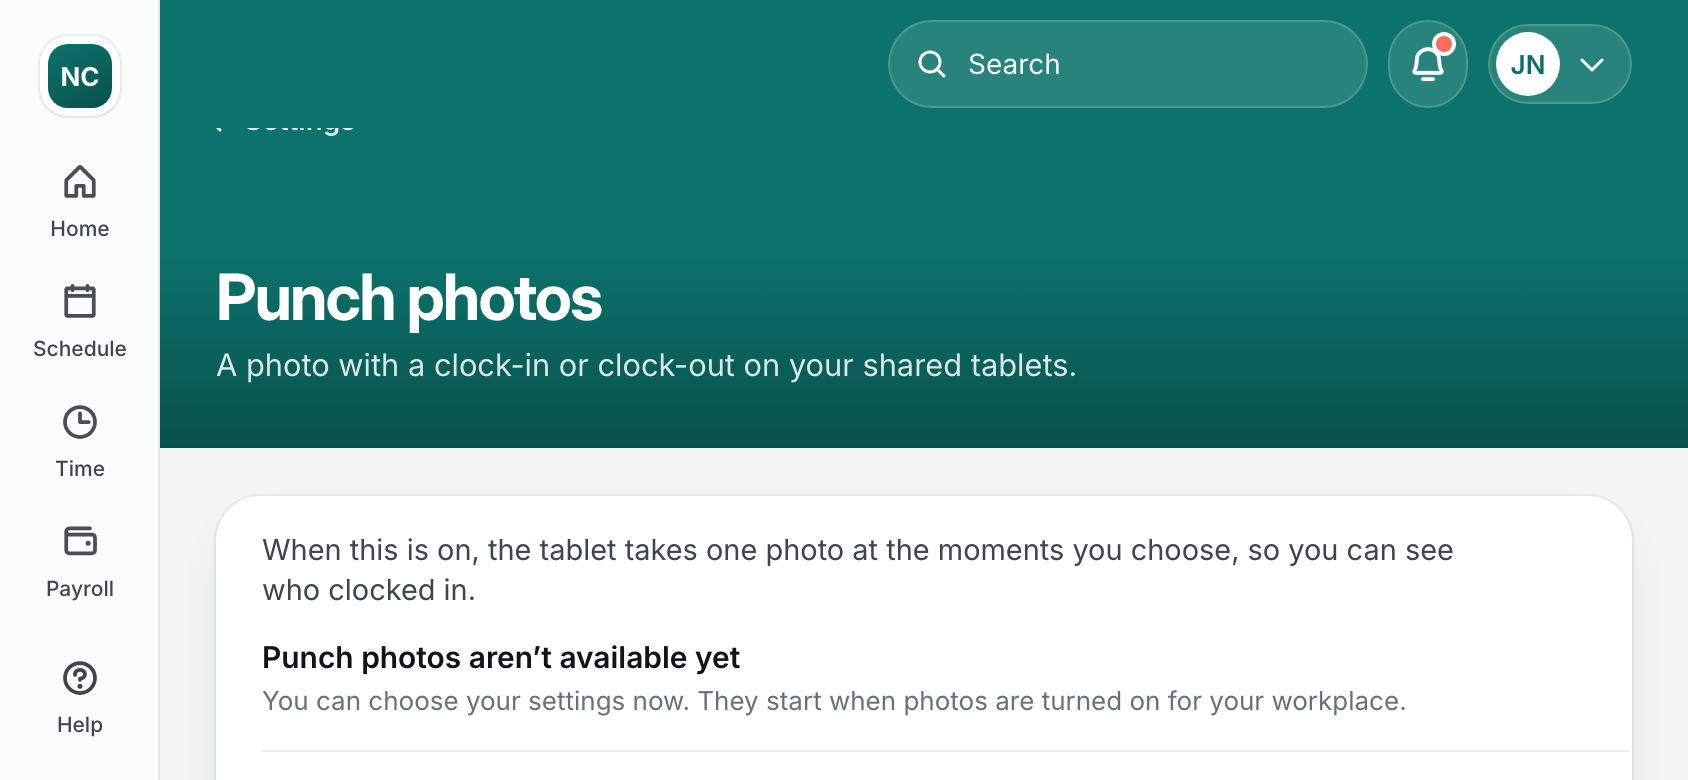 NC
Search
JN
Settings
Home
Schedule
Time
Payroll
Help
Punch photos
A photo with a clock-in or clock-out on your shared tablets.
When this is on, the tablet takes one photo at the moments you choose, so you can see
who clocked in.
Punch photos aren’t available yet
You can choose your settings now. They start when photos are turned on for your workplace.